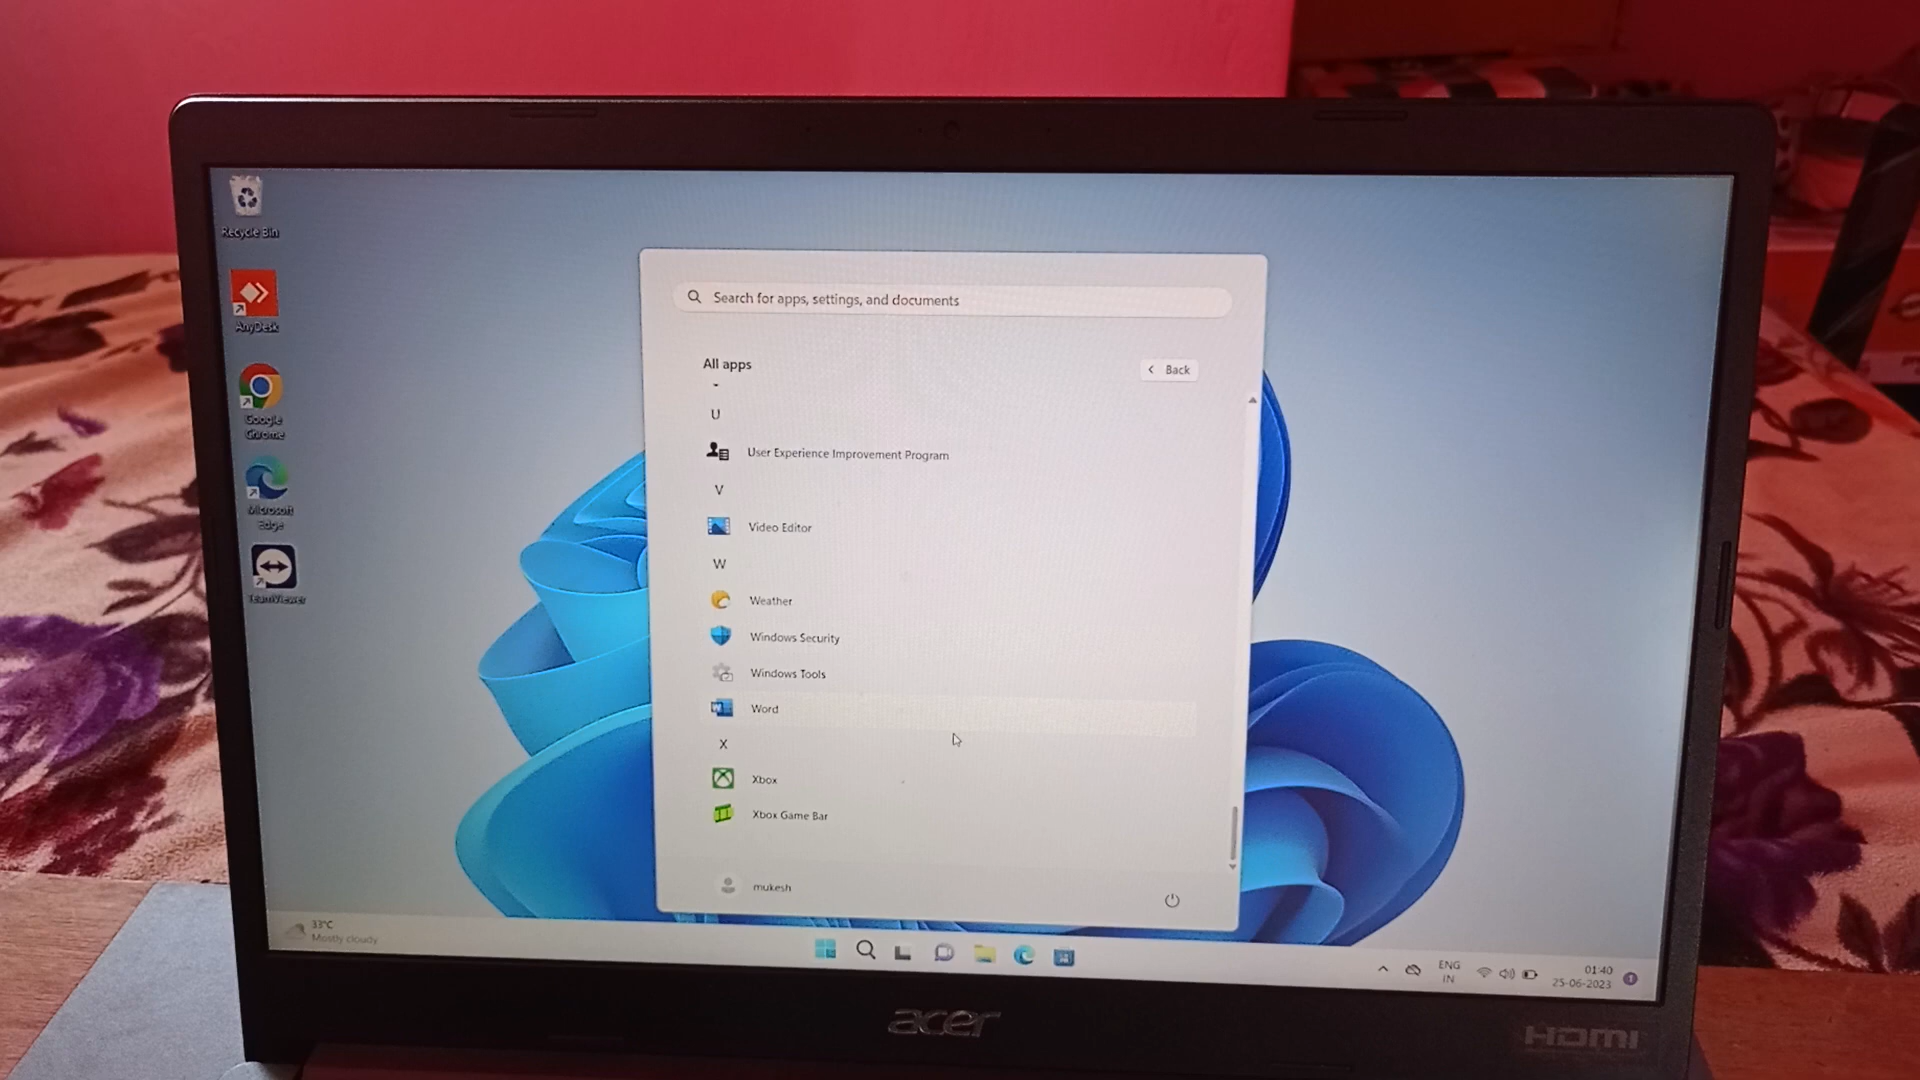 Recycle Bin
AnyDesk
Google
Chrome
Microsoft
Edge
TeamViewer
Search for apps, settings, and documents
All apps
Back
U
User Experience Improvement Program
V
Video Editor
W
Weather
Windows Security
Windows Tools
Word
X
Xbox
Xbox Game Bar
mukesh
33°C
Mostly cloudy
ENG
IN
01:40
25-06-2023
1
acer
HDMI